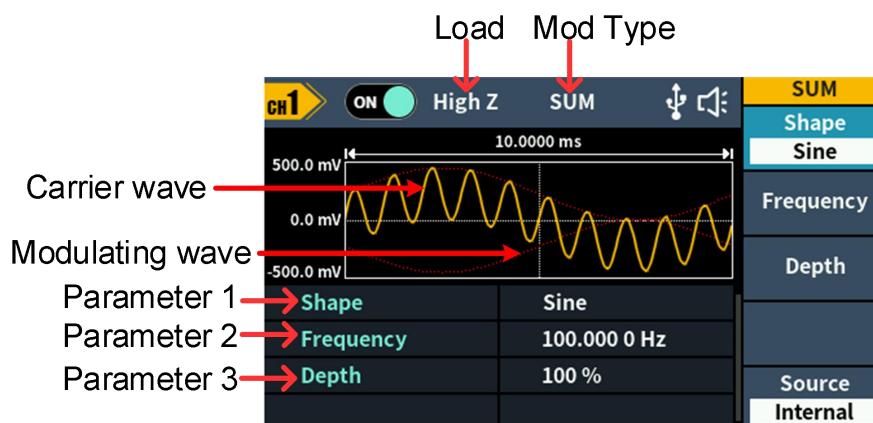 Load Mod Type
CH1 ON High Z SUM SUM
Shape
Sine
10.0000 ms
500.0 mV
Carrier wave
Frequency
0.0 mV
Modulating wave
Depth
-500.0 mV
Parameter 1 Shape Sine
Parameter 2 Frequency 100.000 0 Hz
Parameter 3 Depth 100 %
Source
Internal